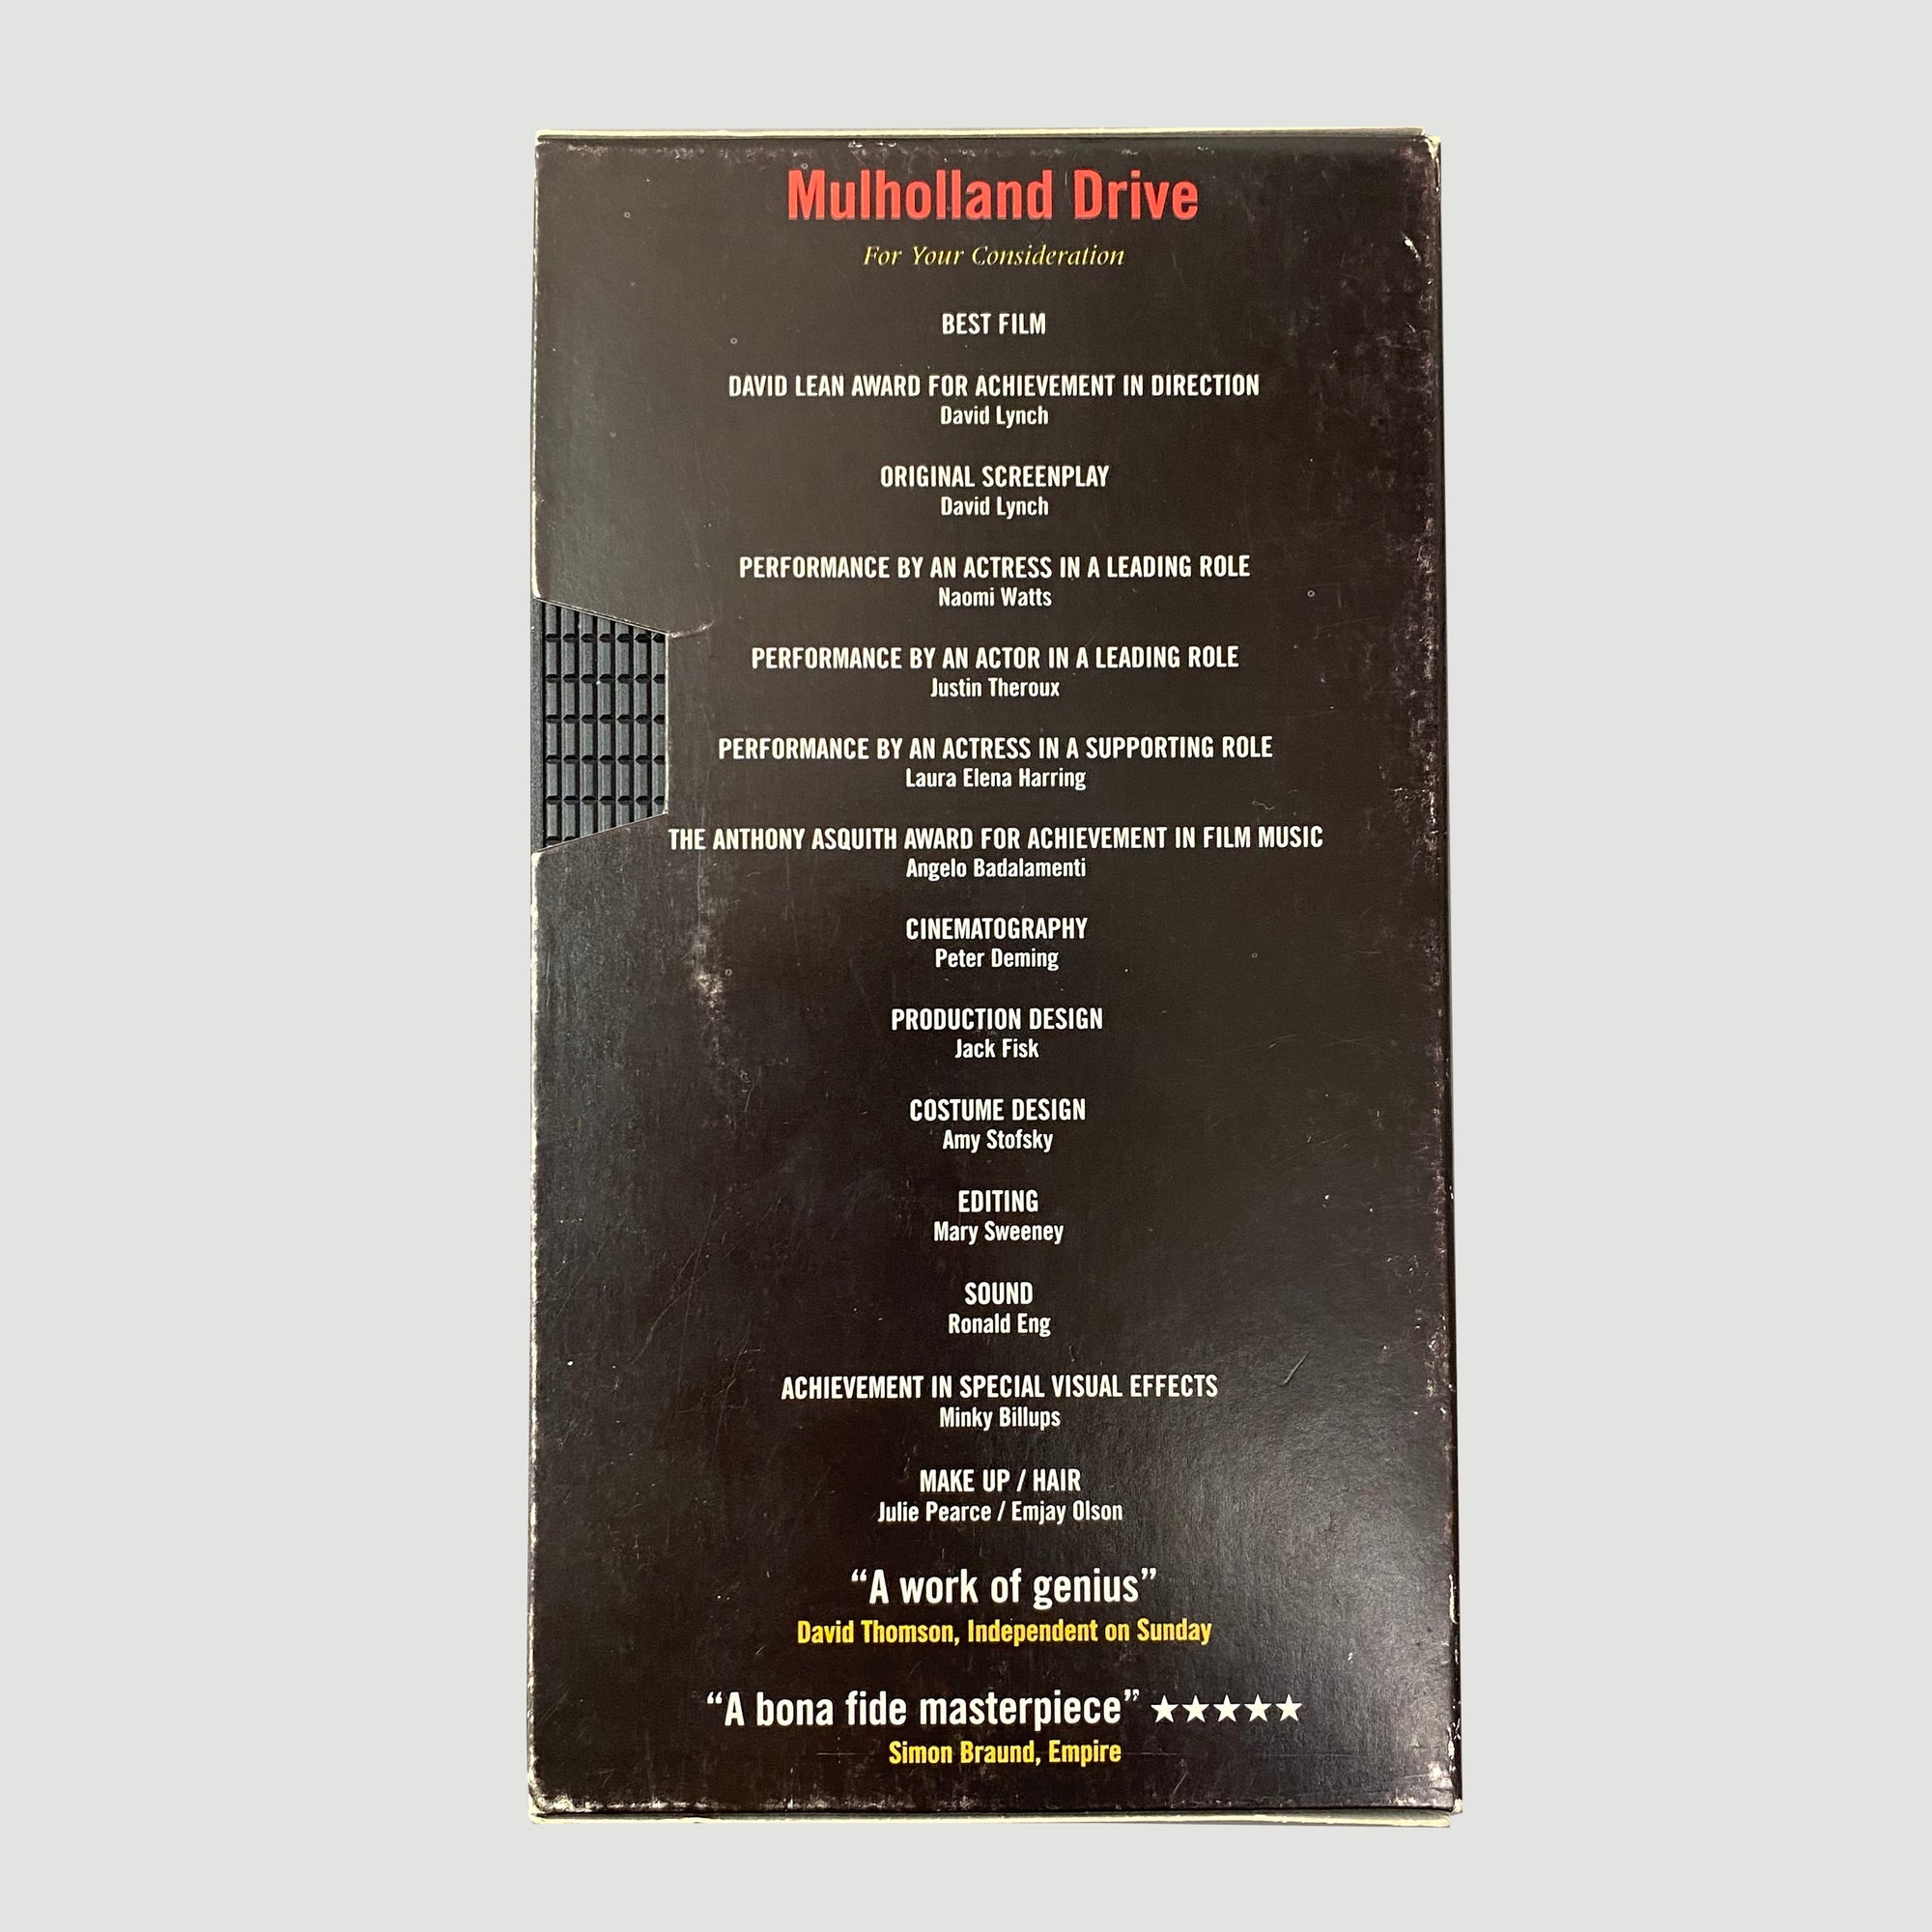 Mulholland Drive
For Your Consideration
BEST FILM
DAVID LEAN AWARD FOR ACHIEVEMENT IN DIRECTION
David Lynch
ORIGINAL SCREENPLAY
David Lynch
PERFORMANCE BY AN ACTRESS IN A LEADING ROLE
Naomi Watts
PERFORMANCE BY AN ACTOR IN A LEADING ROLE
Justin Theroux
PERFORMANCE BY AN ACTRESS IN A SUPPORTING ROLE
Laura Elena Harring
THE ANTHONY ASQUITH AWARD FOR ACHIEVEMENT IN FILM MUSIC
Angelo Badalamenti
CINEMATOGRAPHY
Peter Deming
PRODUCTION DESIGN
Jack Fisk
COSTUME DESIGN
Amy Stofsky
EDITING
Mary Sweeney
SOUND
Ronald Eng
ACHIEVEMENT IN SPECIAL VISUAL EFFECTS
Minky Billups
MAKE UP / HAIR
Julie Pearce / Emjay Olson
“A work of genius”
David Thomson, Independent on Sunday
“A bona fide masterpiece” ★★★★★
Simon Braund, Empire